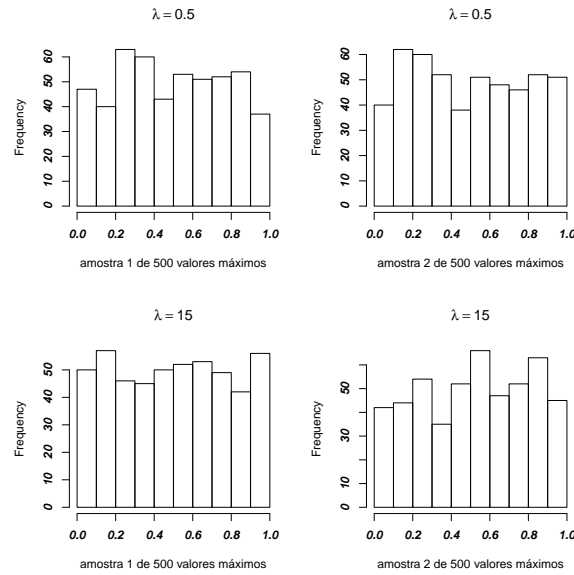 λ = 0.5
Frequency
0 10 20 30 40 50 60
0.0 0.2 0.4 0.6 0.8 1.0
amostra 1 de 500 valores máximos
λ = 0.5
Frequency
0 10 20 30 40 50 60
0.0 0.2 0.4 0.6 0.8 1.0
amostra 2 de 500 valores máximos
λ = 15
Frequency
0 10 20 30 40 50
0.0 0.2 0.4 0.6 0.8 1.0
amostra 1 de 500 valores máximos
λ = 15
Frequency
0 10 30 50
0.0 0.2 0.4 0.6 0.8 1.0
amostra 2 de 500 valores máximos